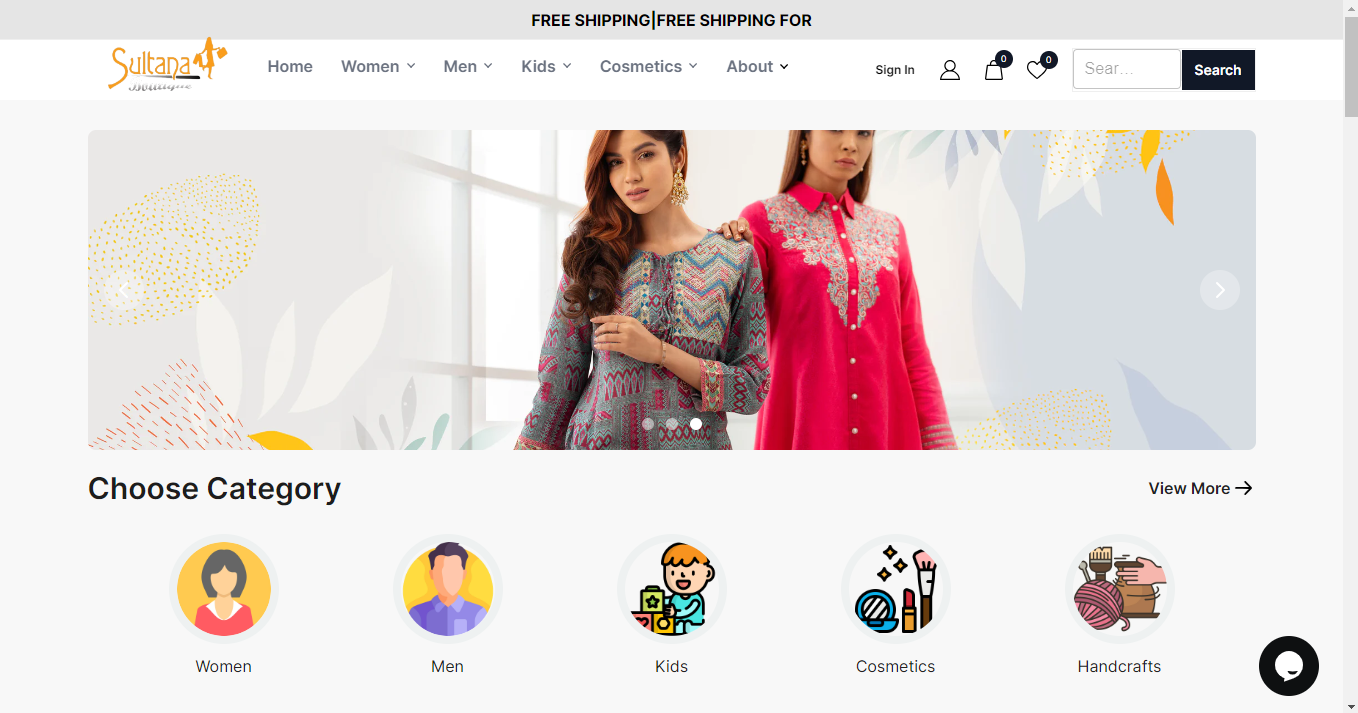 FREE SHIPPING|FREE SHIPPING FOR
Sultana
Boutique
Home Women Men Kids Cosmetics About
Sign In 0 0 Sear... Search
Choose Category
View More
Women Men Kids Cosmetics Handcrafts